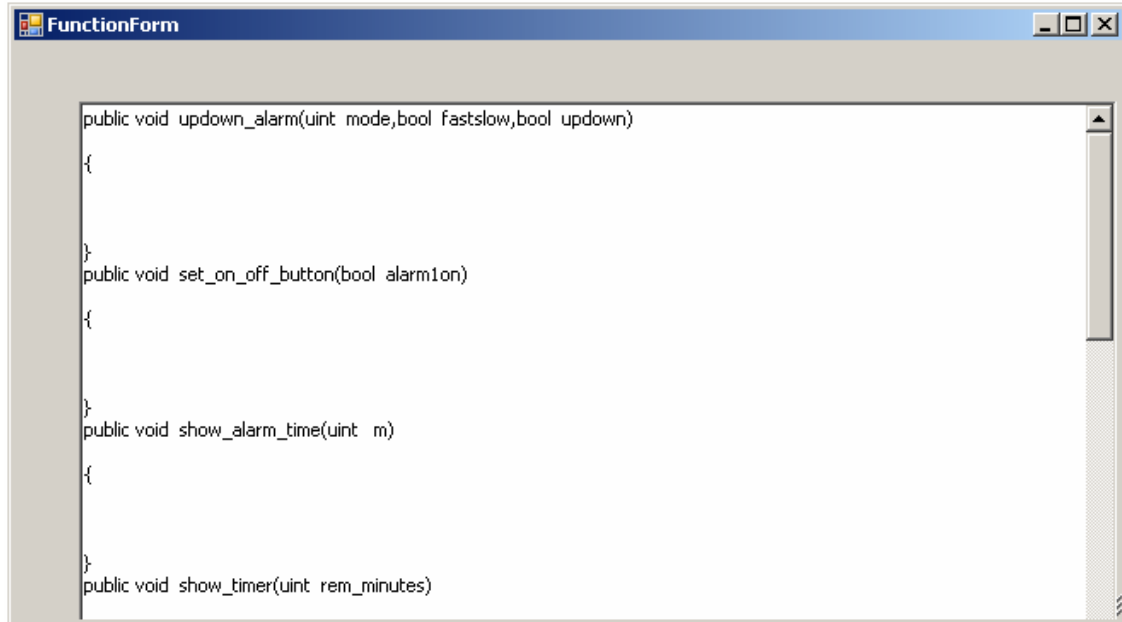 FunctionForm
public void updown_alarm(uint mode,bool fastslow,bool updown)
{
}
public void set_on_off_button(bool alarm1on)
{
}
public void show_alarm_time(uint m)
{
}
public void show_timer(uint rem_minutes)